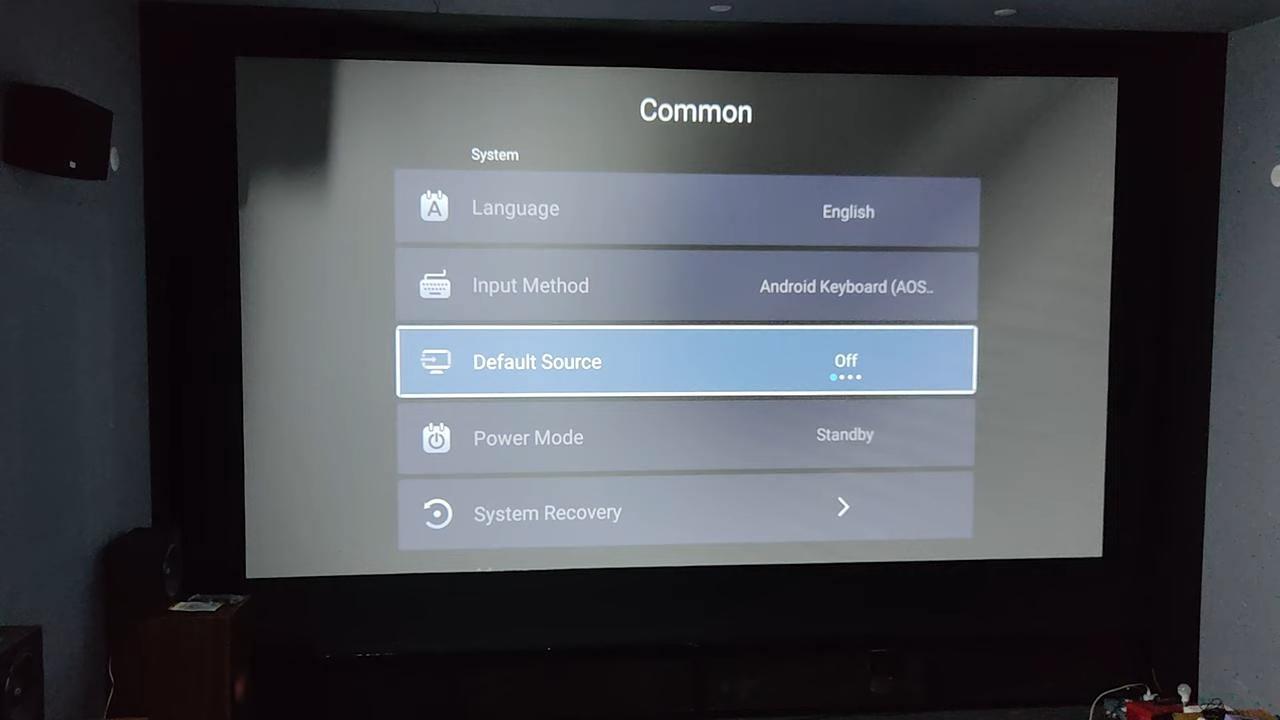 Common
System
Language English
Input Method Android Keyboard (AOS..
Default Source Off
Power Mode Standby
System Recovery